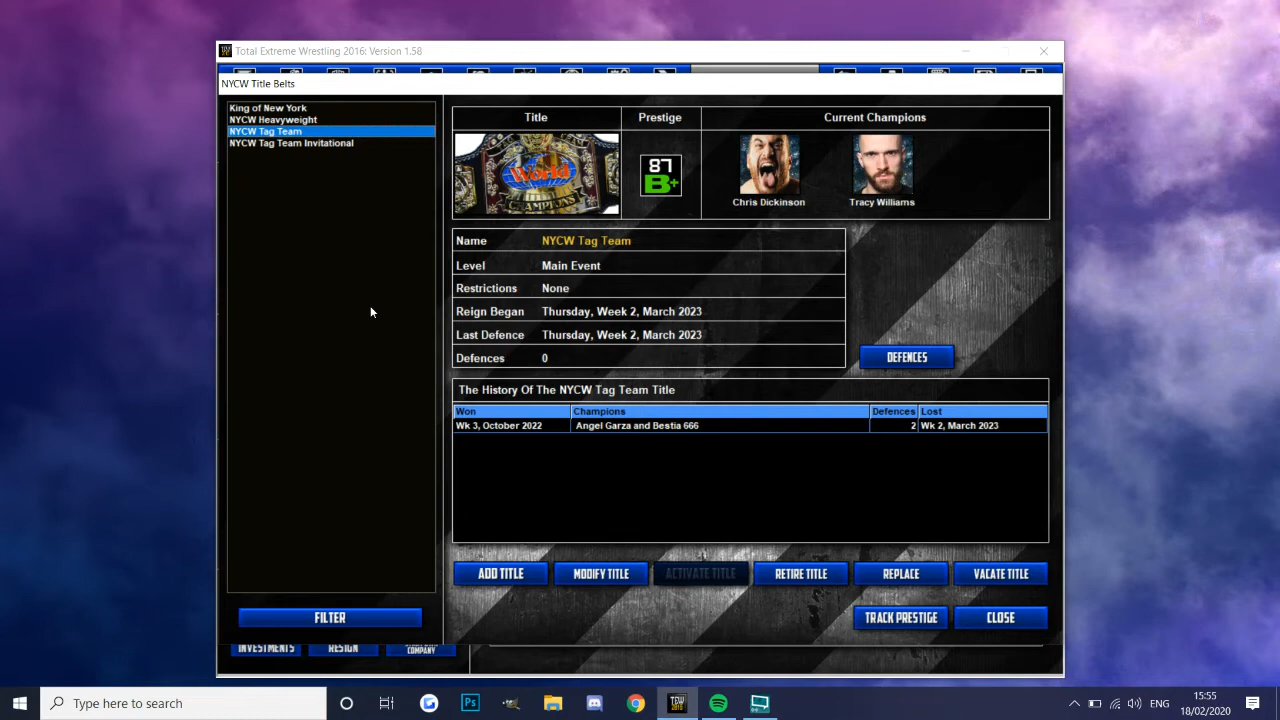 Total Extreme Wrestling 2016: Version 1.58
NYCW Title Belts
King of New York
NYCW Heavyweight
NYCW Tag Team
NYCW Tag Team Invitational
FILTER
Title
Prestige
Current Champions
World
CHAMPIONS
87
B+
Chris Dickinson
Tracy Williams
Name NYCW Tag Team
Level Main Event
Restrictions None
Reign Began Thursday, Week 2, March 2023
Last Defence Thursday, Week 2, March 2023
Defences 0
DEFENCES
The History Of The NYCW Tag Team Title
Won Champions Defences Lost
Wk 3, October 2022 Angel Garza and Bestia 666 2 Wk 2, March 2023
ADD TITLE MODIFY TITLE ACTIVATE TITLE RETIRE TITLE REPLACE VACATE TITLE
TRACK PRESTIGE CLOSE
INVESTMENTS RESIGN COMPANY
Type here to search
Ps
TEW
2016
ENG
15:55
18/02/2020